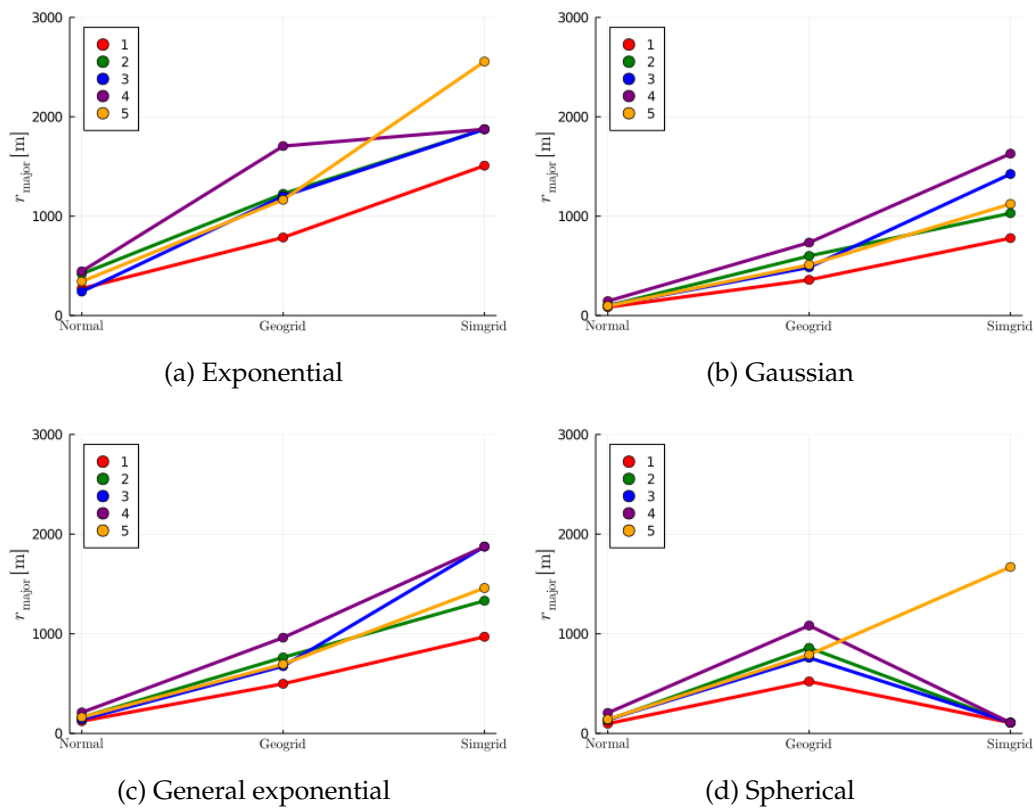 3000
2000
1000
0
r major [m]
1
2
3
4
5
Normal
Geogrid
Simgrid
(a) Exponential
3000
2000
1000
0
r major [m]
1
2
3
4
5
Normal
Geogrid
Simgrid
(b) Gaussian
3000
2000
1000
0
r major [m]
1
2
3
4
5
Normal
Geogrid
Simgrid
(c) General exponential
3000
2000
1000
0
r major [m]
1
2
3
4
5
Normal
Geogrid
Simgrid
(d) Spherical